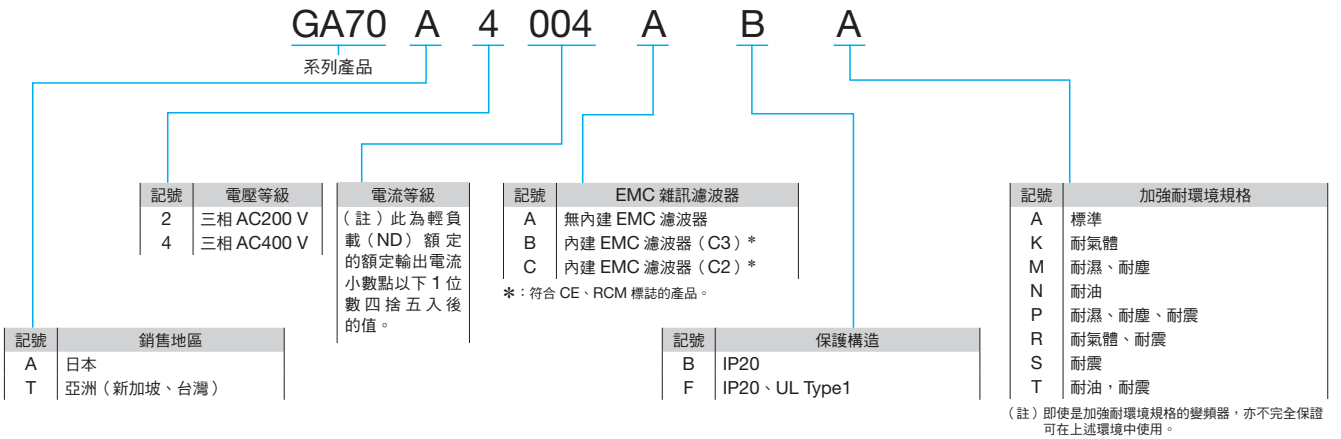 GA70 A 4 004 A B A
系列產品
記號 電壓等級
2 三相 AC200 V
4 三相 AC400 V
電流等級
（註）此為輕負
載（ND）額定
的額定輸出電流
小數點以下 1 位
數四捨五入後
的值。
記號 EMC 雜訊濾波器
A 無內建 EMC 濾波器
B 內建 EMC 濾波器（C3）*
C 內建 EMC 濾波器（C2）*
*：符合 CE、RCM 標誌的產品。
記號 加強耐環境規格
A 標準
K 耐氣體
M 耐濕、耐塵
N 耐油
P 耐濕、耐塵、耐震
R 耐氣體、耐震
S 耐震
T 耐油，耐震
（註）即使是加強耐環境規格的變頻器，亦不完全保證
可在上述環境中使用。
記號 銷售地區
A 日本
T 亞洲（新加坡、台灣）
記號 保護構造
B IP20
F IP20、UL Type1